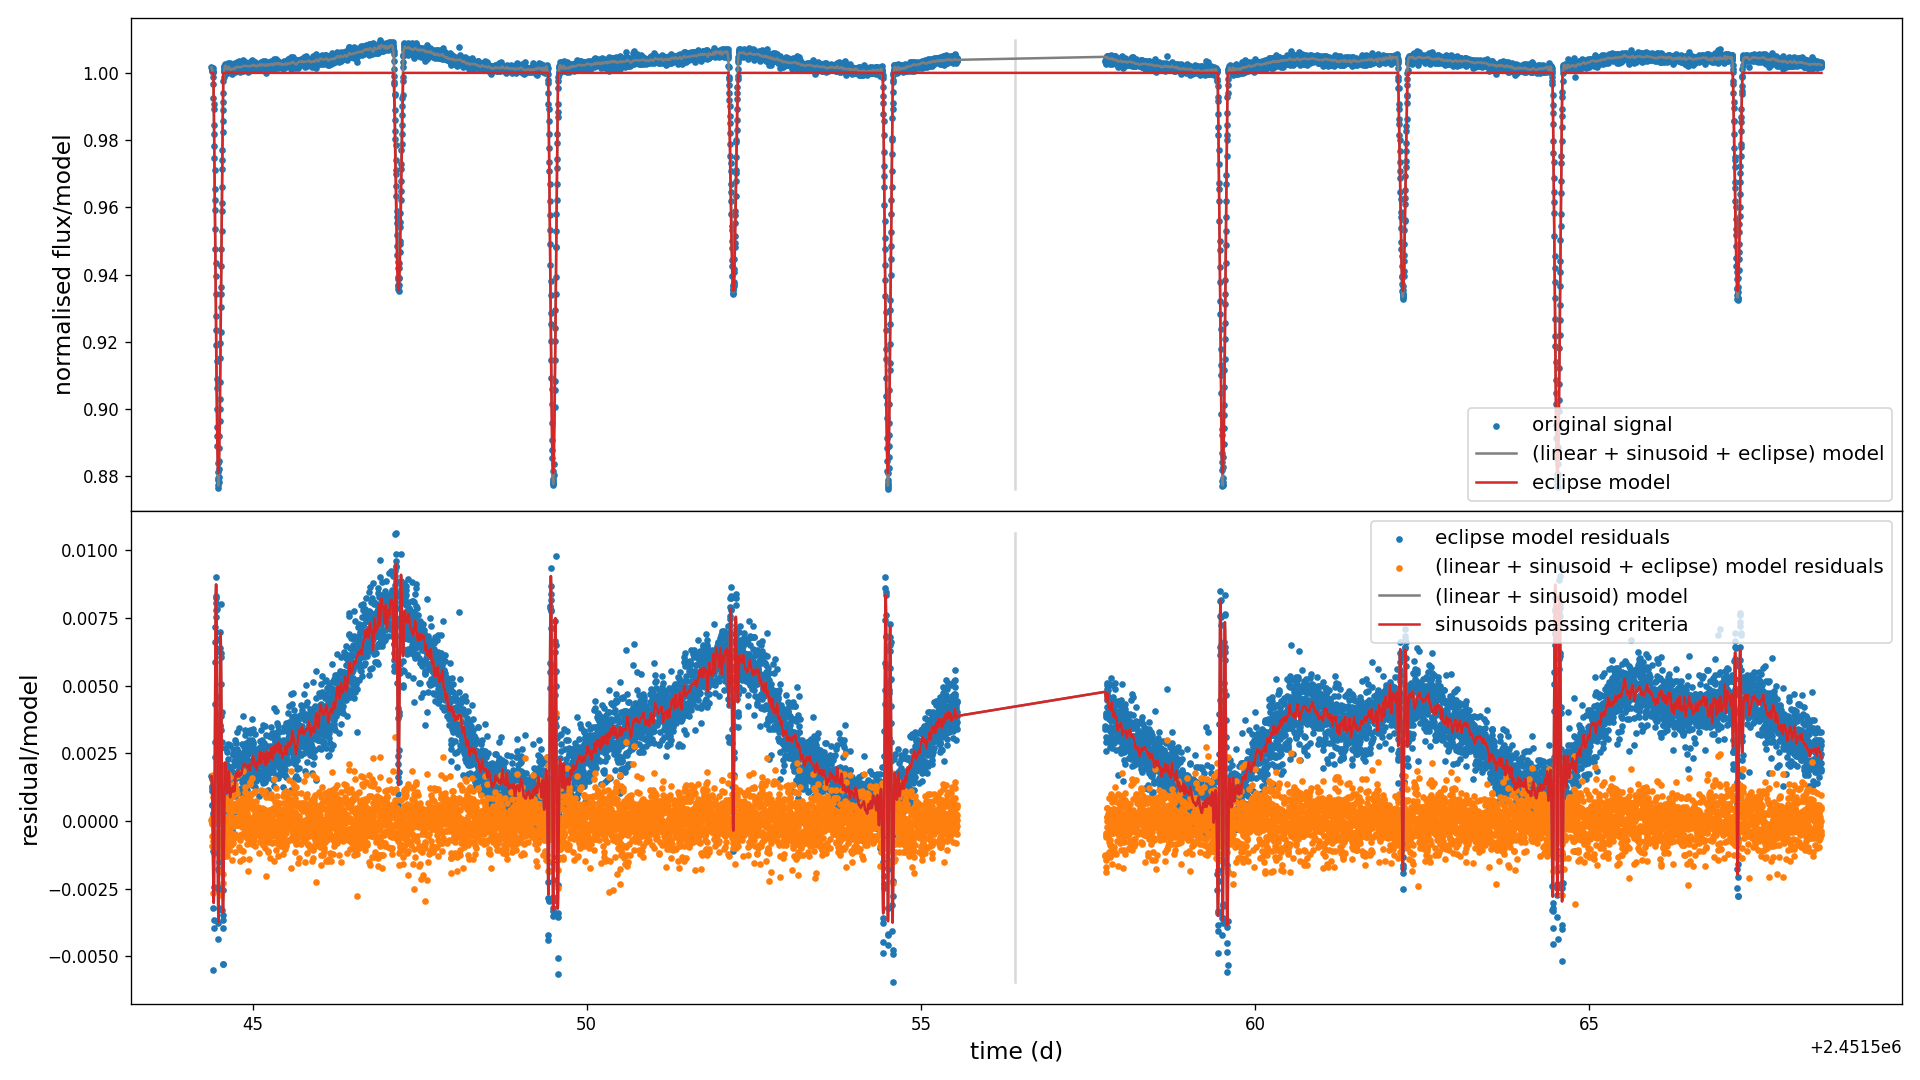 normalised flux/model
1.00
0.98
0.96
0.94
0.92
0.90
0.88
original signal
(linear + sinusoid + eclipse) model
eclipse model
residual/model
0.0100
0.0075
0.0050
0.0025
0.0000
−0.0025
−0.0050
eclipse model residuals
(linear + sinusoid + eclipse) model residuals
(linear + sinusoid) model
sinusoids passing criteria
45
50
55
60
65
time (d)
+2.4515e6